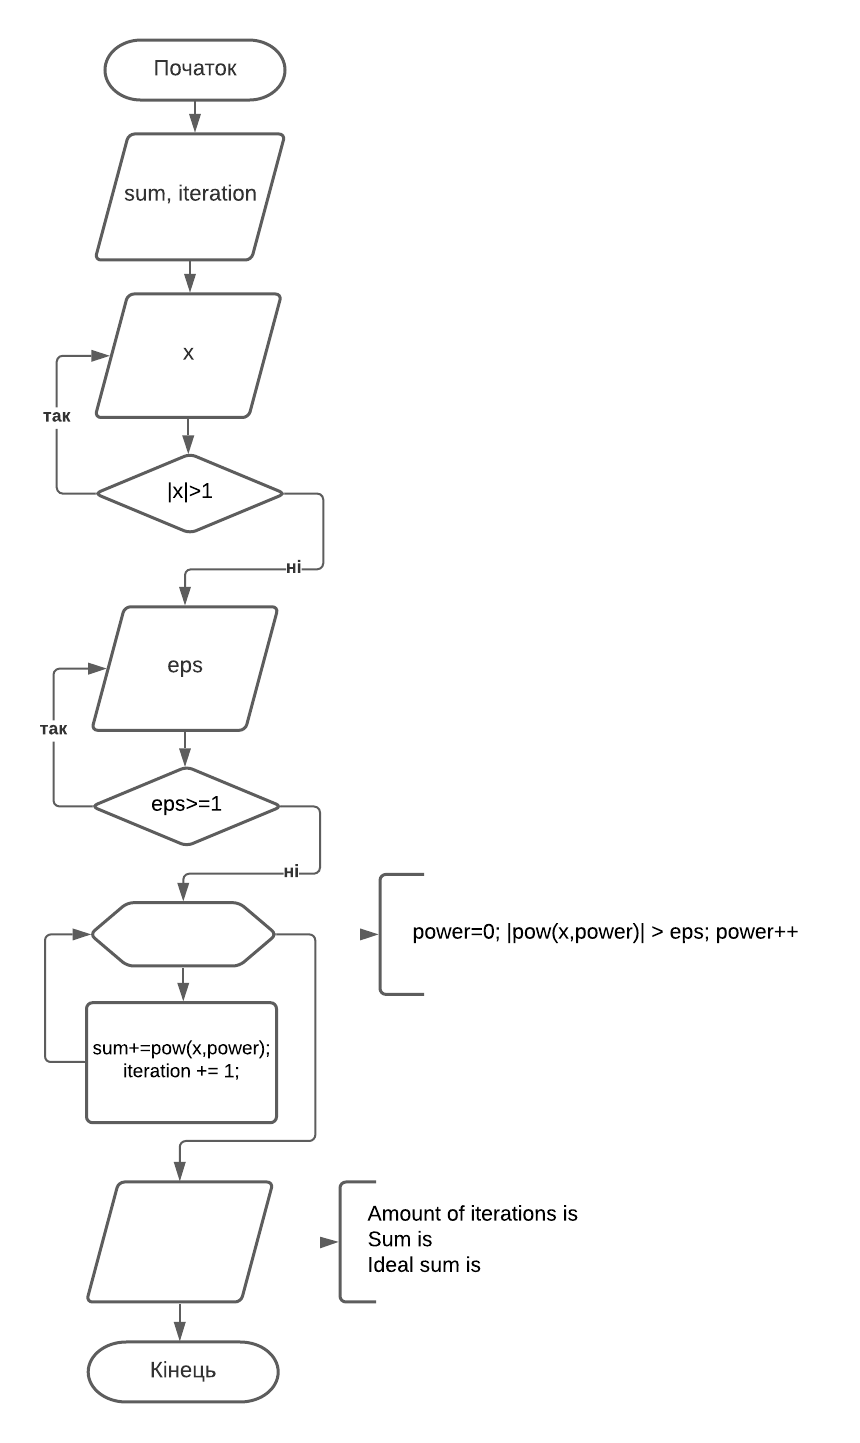 Початок
sum, iteration
x
так
|x|>1
ні
eps
так
eps>=1
ні
power=0; |pow(x,power)| > eps; power++
sum+=pow(x,power);
iteration += 1;
Amount of iterations is
Sum is
Ideal sum is
Кінець